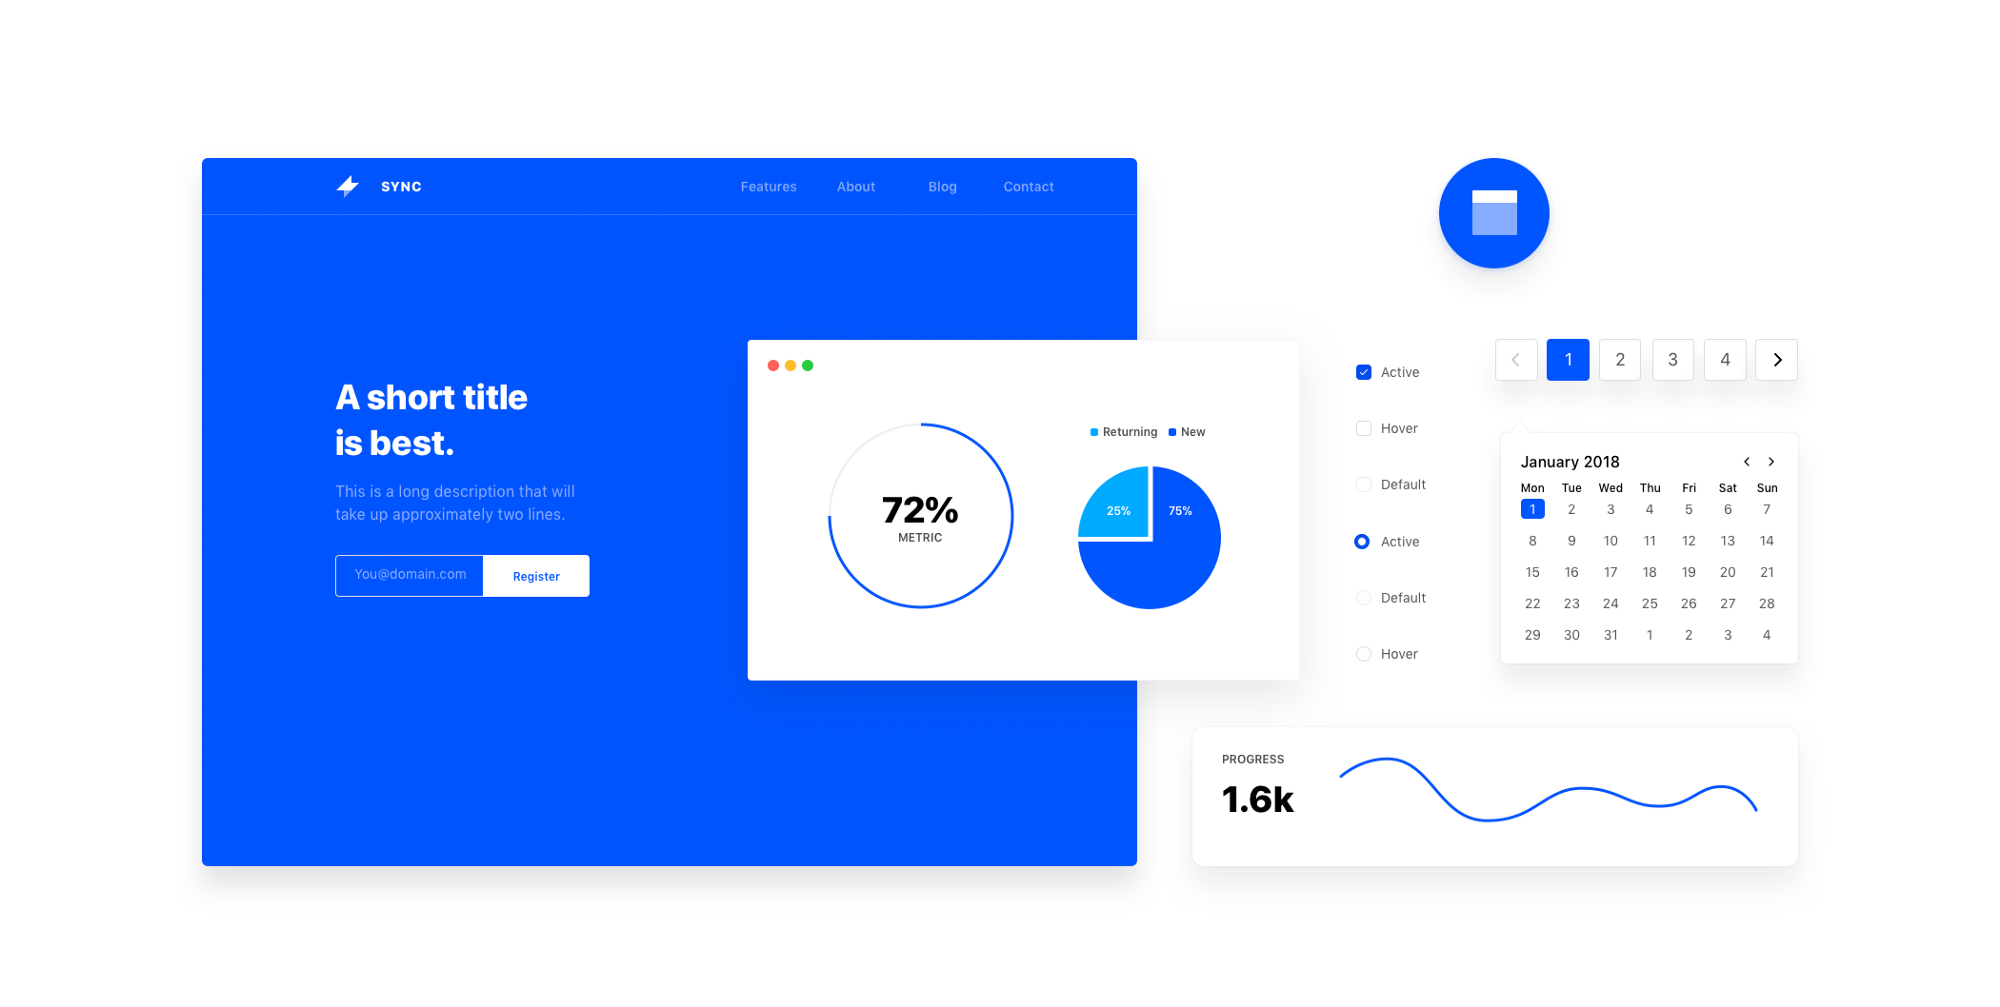 SYNC
Features About Blog Contact
A short title
is best.
This is a long description that will
take up approximately two lines.
You@domain.com Register
72%
METRIC
Returning New
25% 75%
Active
Hover
Default
Active
Default
Hover
1 2 3 4
January 2018
Mon Tue Wed Thu Fri Sat Sun
1 2 3 4 5 6 7
8 9 10 11 12 13 14
15 16 17 18 19 20 21
22 23 24 25 26 27 28
29 30 31 1 2 3 4
PROGRESS
1.6k